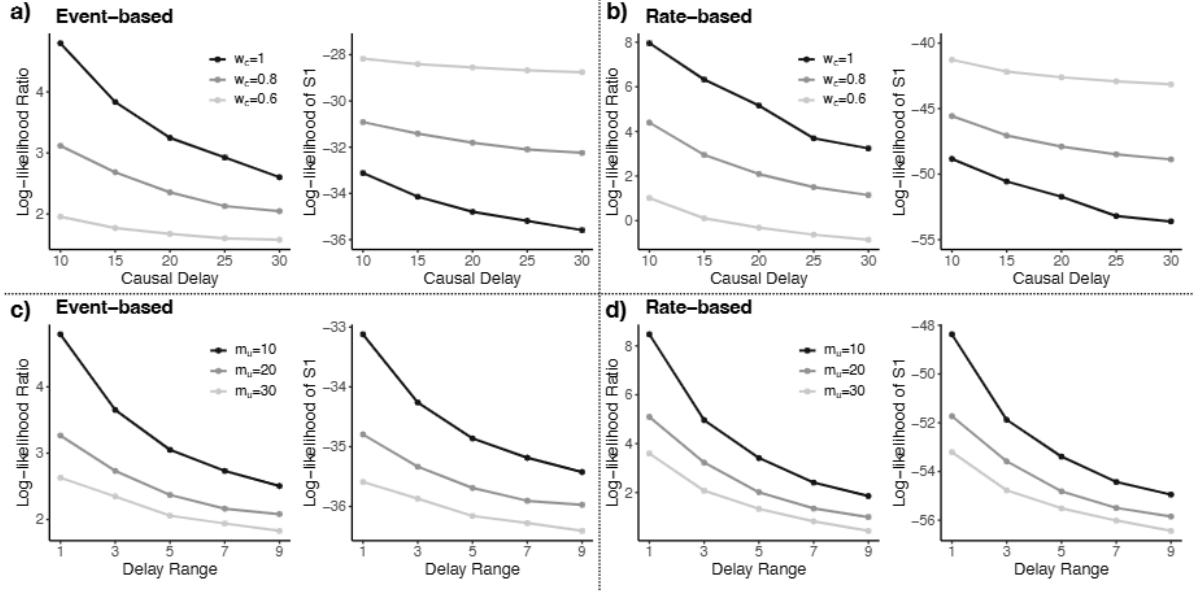 a)
Event–based
Log–likelihood Ratio
4
3
2
10 15 20 25 30
Causal Delay
w_c=1
w_c=0.8
w_c=0.6
Log–likelihood of S1
−28
−30
−32
−34
−36
10 15 20 25 30
Causal Delay
b)
Rate–based
Log–likelihood Ratio
8
6
4
2
0
10 15 20 25 30
Causal Delay
w_c=1
w_c=0.8
w_c=0.6
Log–likelihood of S1
−40
−45
−50
−55
10 15 20 25 30
Causal Delay
c)
Event–based
Log–likelihood Ratio
4
3
2
1 3 5 7 9
Delay Range
m_u=10
m_u=20
m_u=30
Log–likelihood of S1
−33
−34
−35
−36
1 3 5 7 9
Delay Range
d)
Rate–based
Log–likelihood Ratio
8
6
4
2
1 3 5 7 9
Delay Range
m_u=10
m_u=20
m_u=30
Log–likelihood of S1
−48
−50
−52
−54
−56
1 3 5 7 9
Delay Range